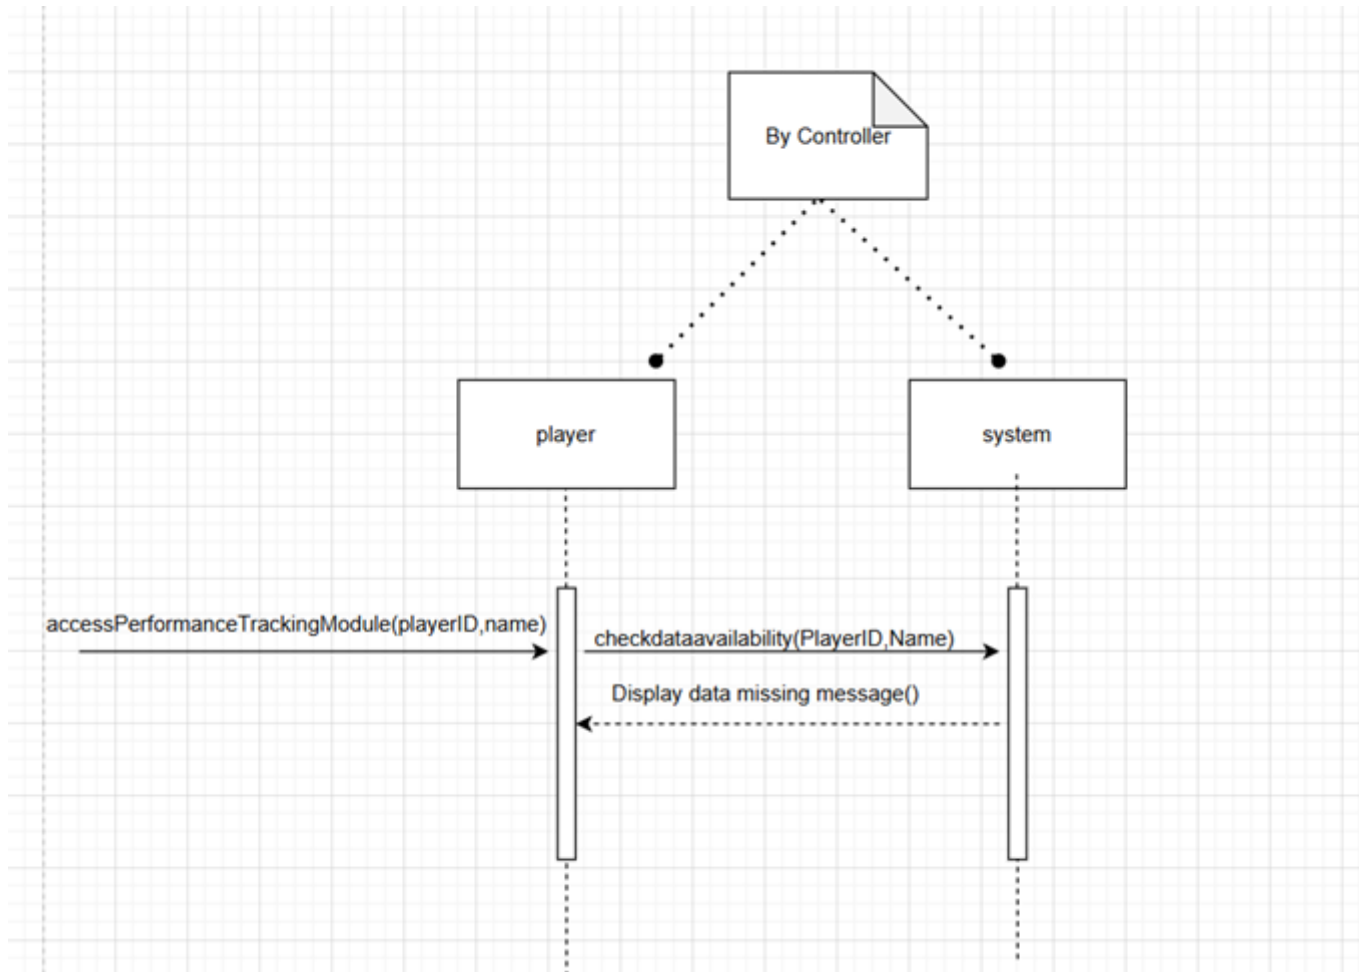 By Controller
player
system
accessPerformanceTrackingModule(playerID,name)
checkdataavailability(PlayerID,Name)
Display data missing message()